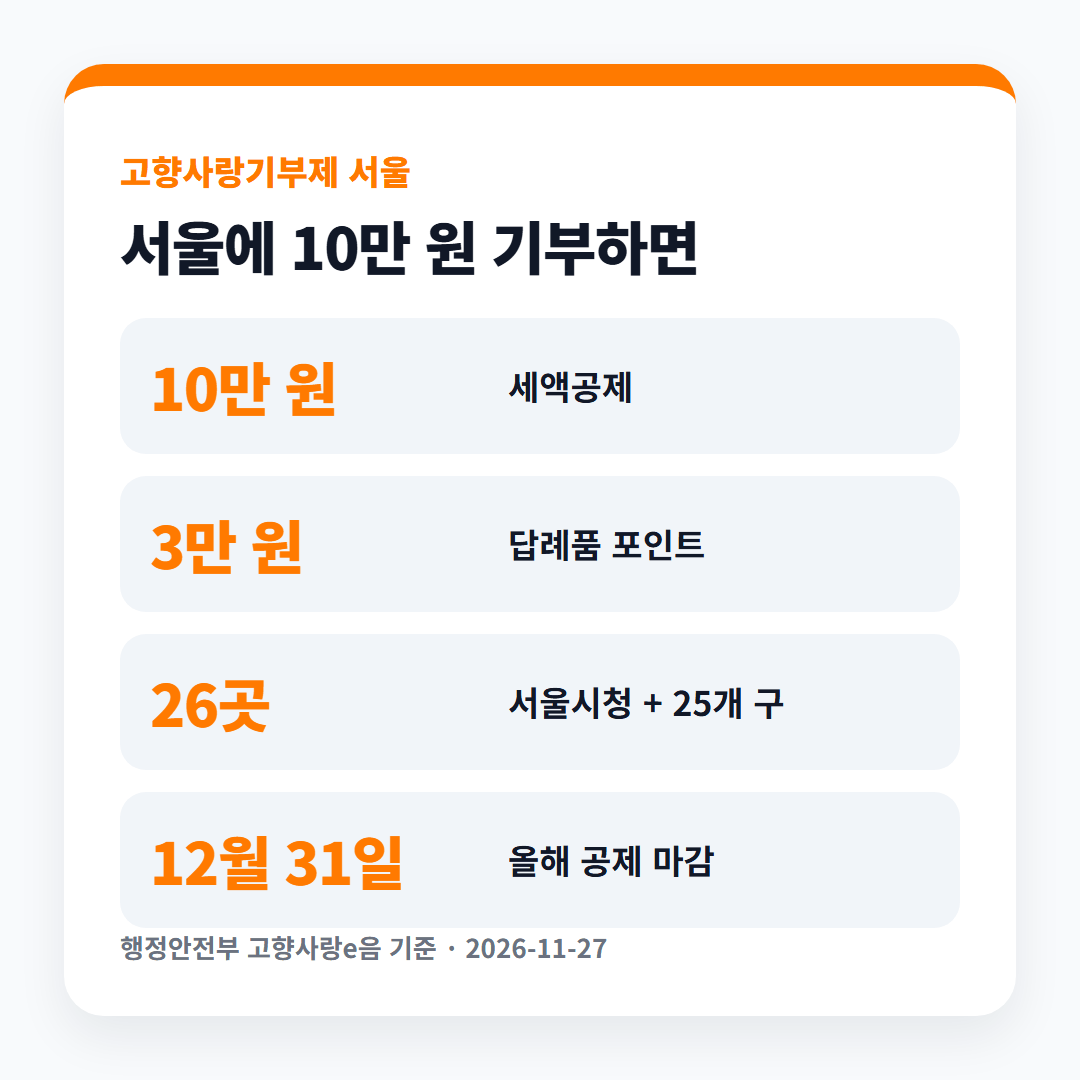 고향사랑기부제 서울
서울에 10만 원 기부하면
10만 원 세액공제
3만 원 답례품 포인트
26곳 서울시청 + 25개 구
12월 31일 올해 공제 마감
행정안전부 고향사랑e음 기준 · 2026-11-27